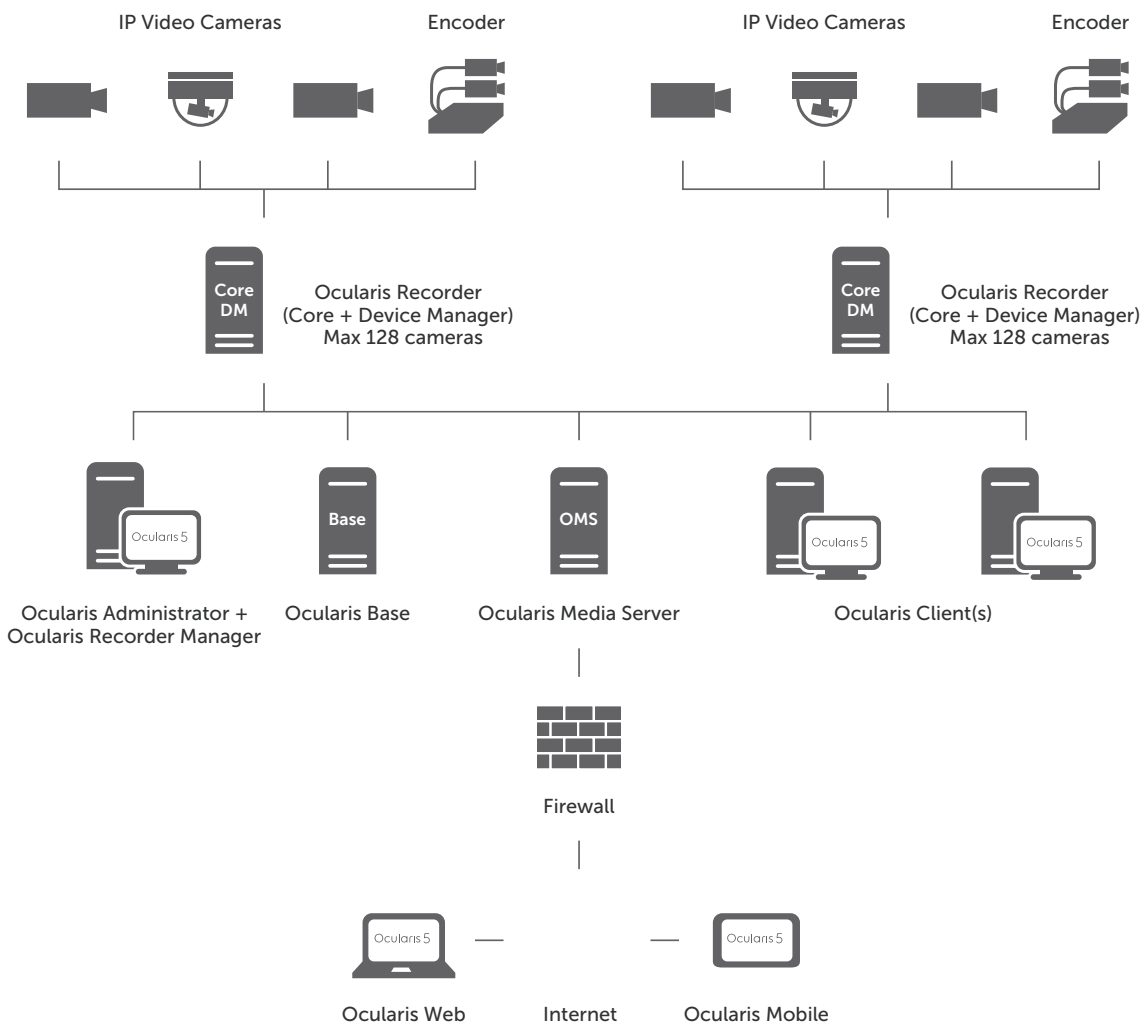 IP Video Cameras
Encoder
IP Video Cameras
Encoder
Core
DM
Ocularis Recorder
(Core + Device Manager)
Max 128 cameras
Core
DM
Ocularis Recorder
(Core + Device Manager)
Max 128 cameras
Ocularis 5
Base
OMS
Ocularis 5
Ocularis 5
Ocularis Administrator +
Ocularis Recorder Manager
Ocularis Base
Ocularis Media Server
Ocularis Client(s)
Firewall
Ocularis 5
Ocularis 5
Ocularis Web
Internet
Ocularis Mobile